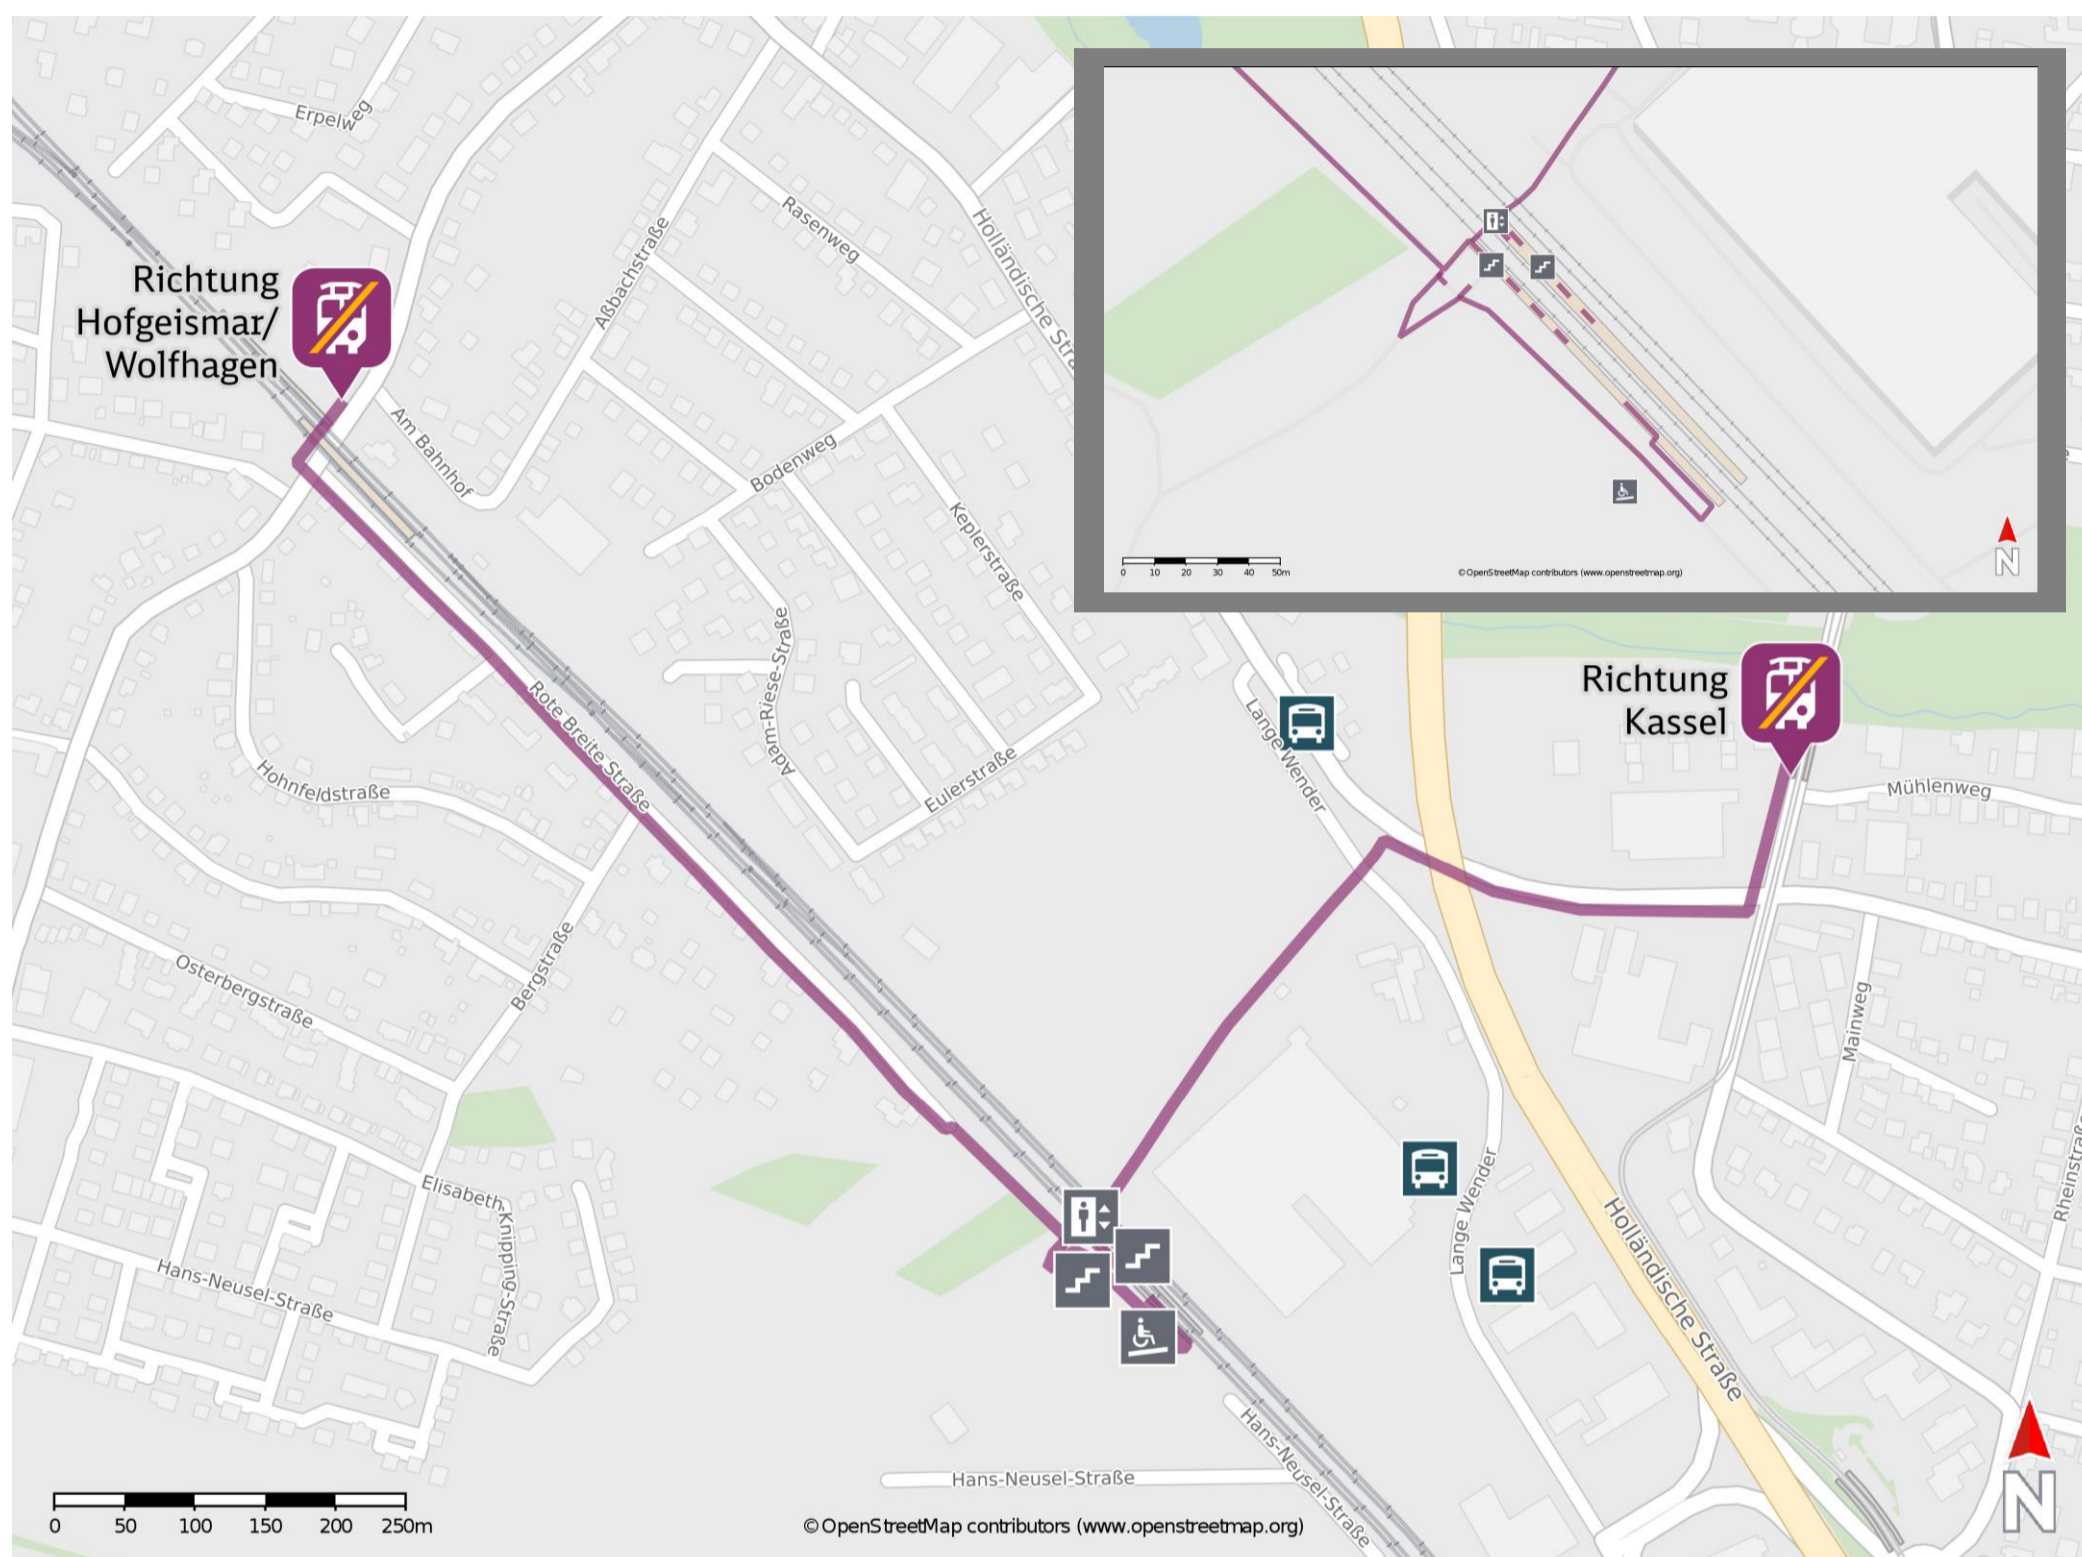 Erpelweg
Aßbachstraße
Rasenweg
Holländische Stra
Richtung
Hofgeismar/
Wolfhagen
Am Bahnhof
Bodenweg
Keplerstraße
0 10 20 30 40 50m
©OpenStreetMap contributors (www.openstreetmap.org)
N
Rote Breite Straße
Adam-Riese-Straße
Eulerstraße
Lange Wender
Richtung
Kassel
Mühlenweg
Hohnfeldstraße
Osterbergstraße
Bergstraße
Mainweg
Rheinstraße
Elisabeth-
Knipping-Straße
Lange Wender
Holländische Straße
Hans-Neusel-Straße
Hans-Neusel-Straße
Hans-Neusel-Straße
0 50 100 150 200 250m
©OpenStreetMap contributors (www.openstreetmap.org)
N